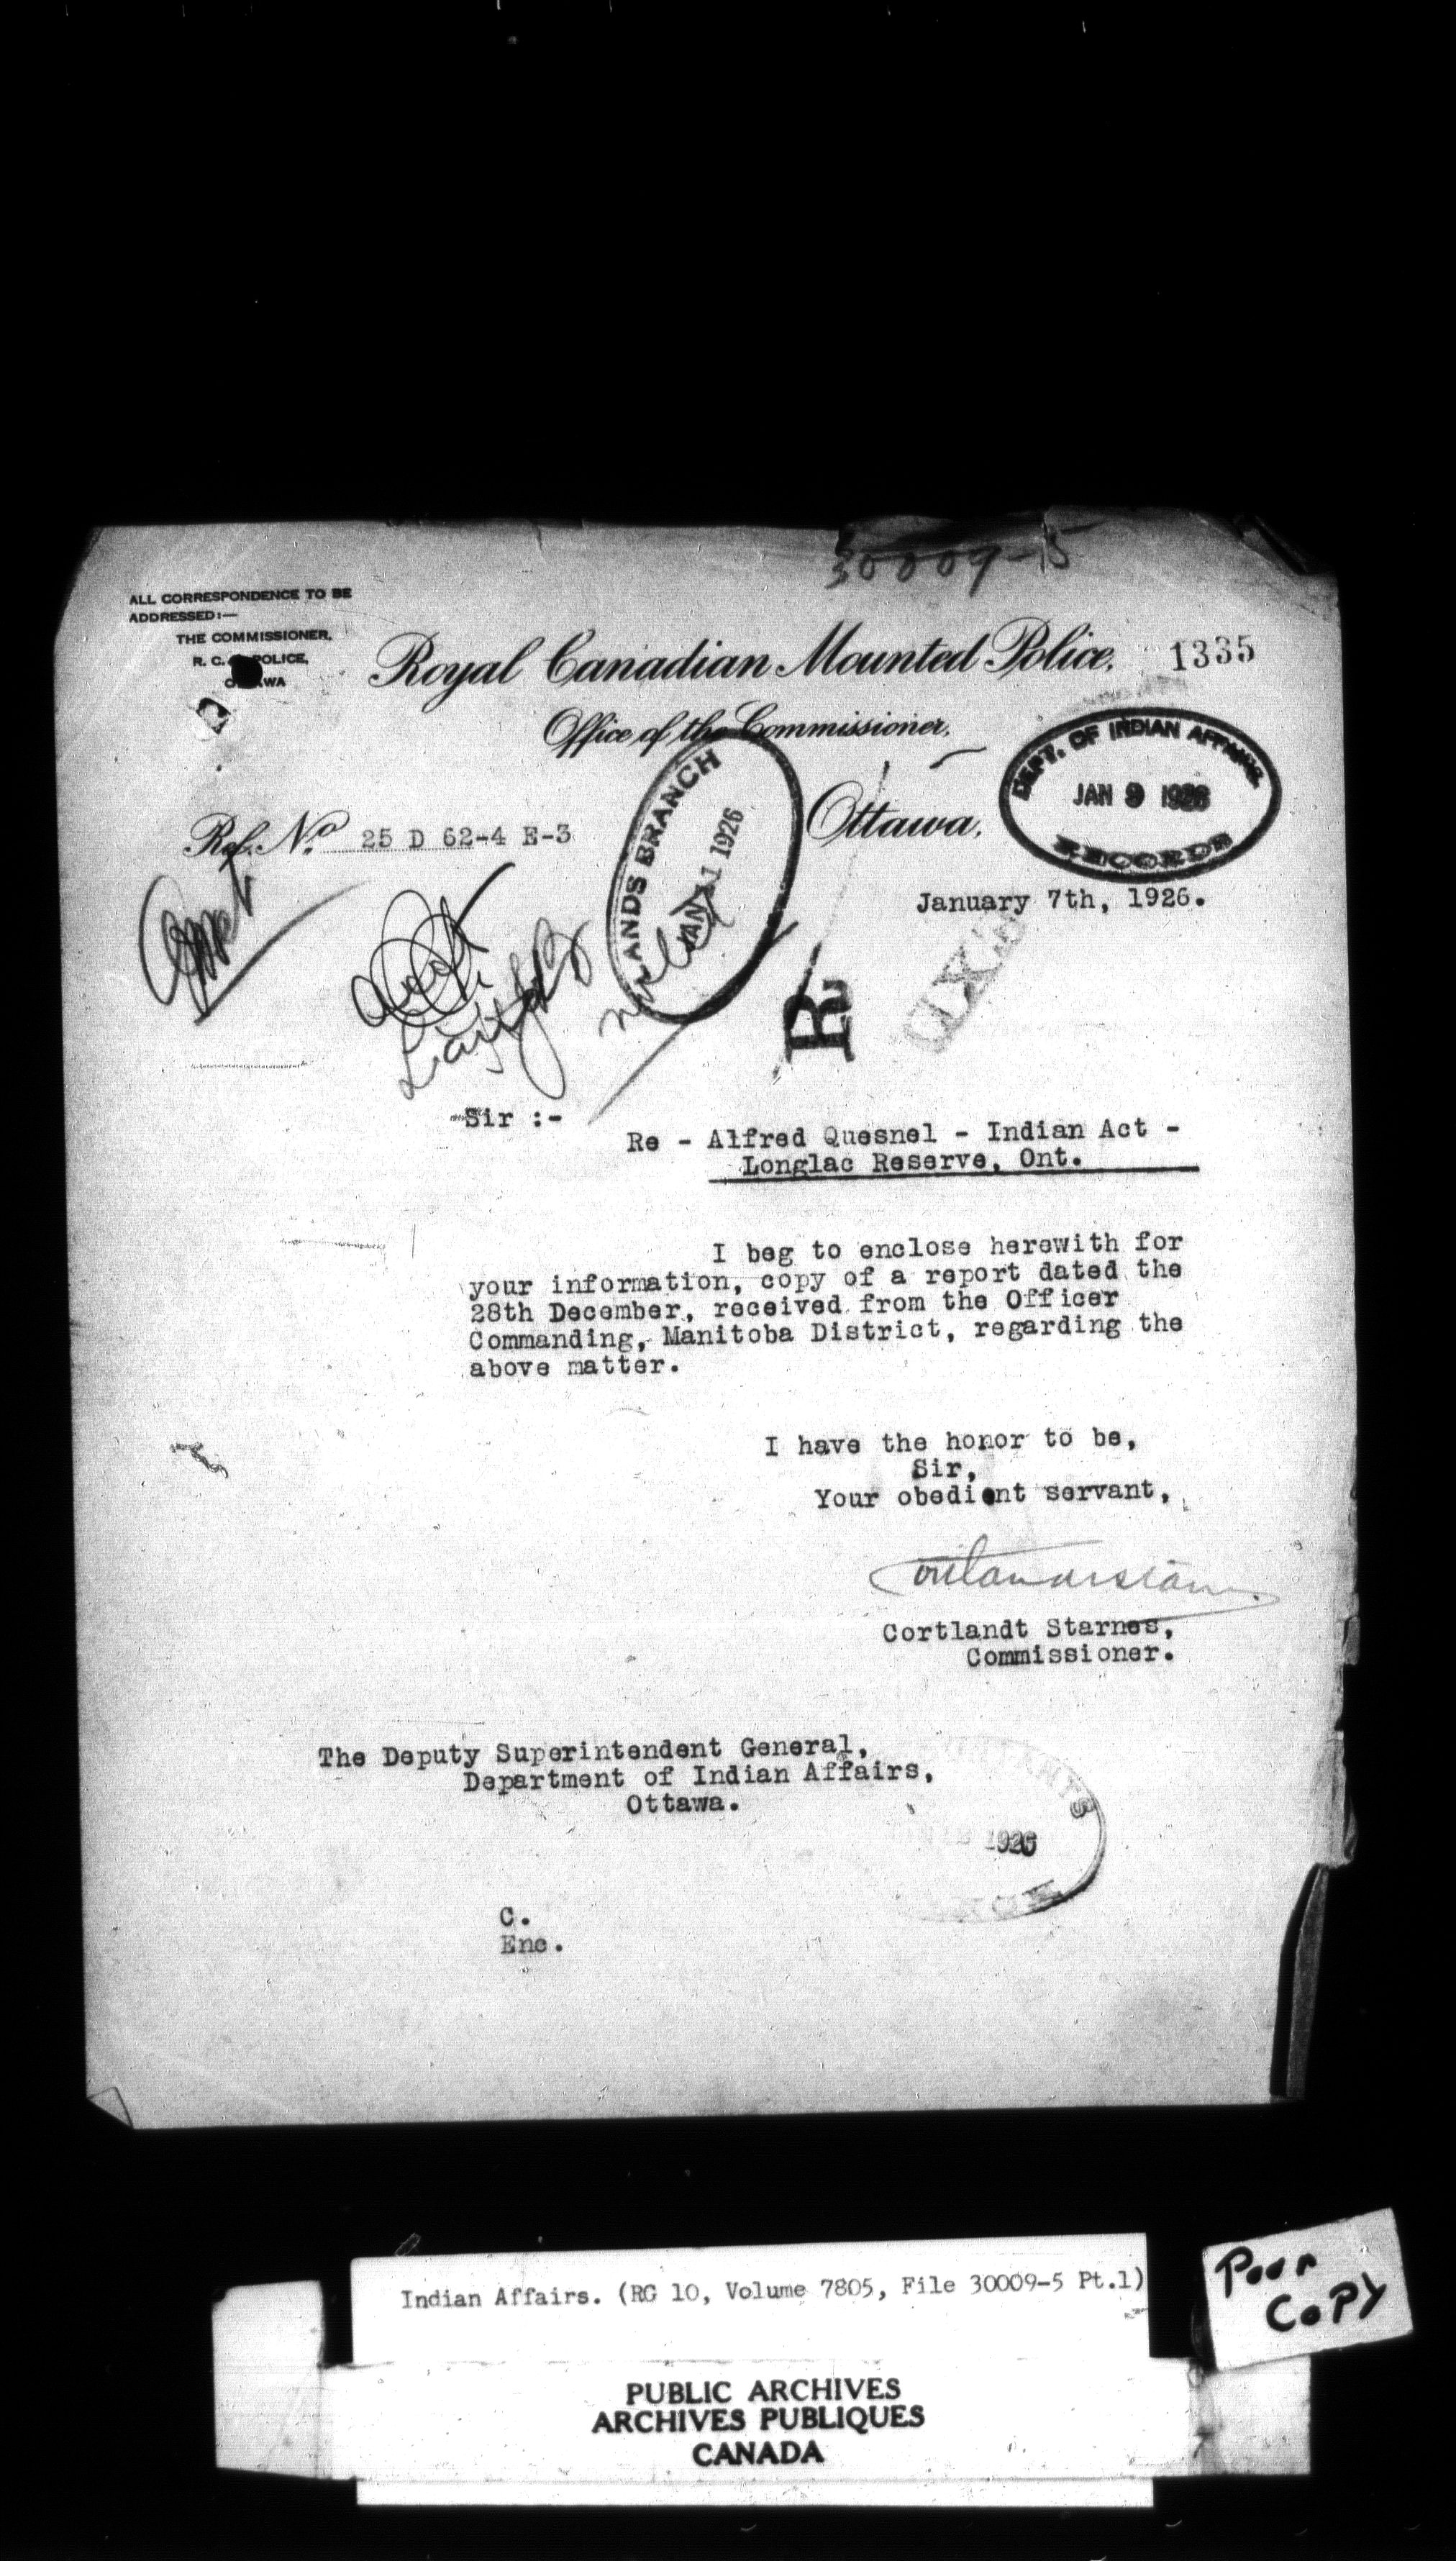 30009-5
ALL CORRESPONDENCE TO BE
ADDRESSED:—
THE COMMISSIONER,
R. C. POLICE,
OTTAWA
Royal Canadian Mounted Police.
1335
Office of the Commissioner.
DEPT. OF INDIAN AFFAIRS
JAN 9 1926
RECORDS
LANDS BRANCH
JAN 11 1926
Ottawa,
Ref. No. 25 D 62-4 E-3
January 7th, 1926.
R
Sir :-
Re - Alfred Quesnel - Indian Act -
Longlac Reserve, Ont.
I beg to enclose herewith for
your information, copy of a report dated the
28th December, received from the Officer
Commanding, Manitoba District, regarding the
above matter.
I have the honor to be,
Sir,
Your obedient servant,
Cortlandt Starnes,
Commissioner.
The Deputy Superintendent General,
Department of Indian Affairs,
Ottawa.
1926
C.
Enc.
Indian Affairs. (RG 10, Volume 7805, File 30009-5 Pt.1)
Poor
Copy
PUBLIC ARCHIVES
ARCHIVES PUBLIQUES
CANADA